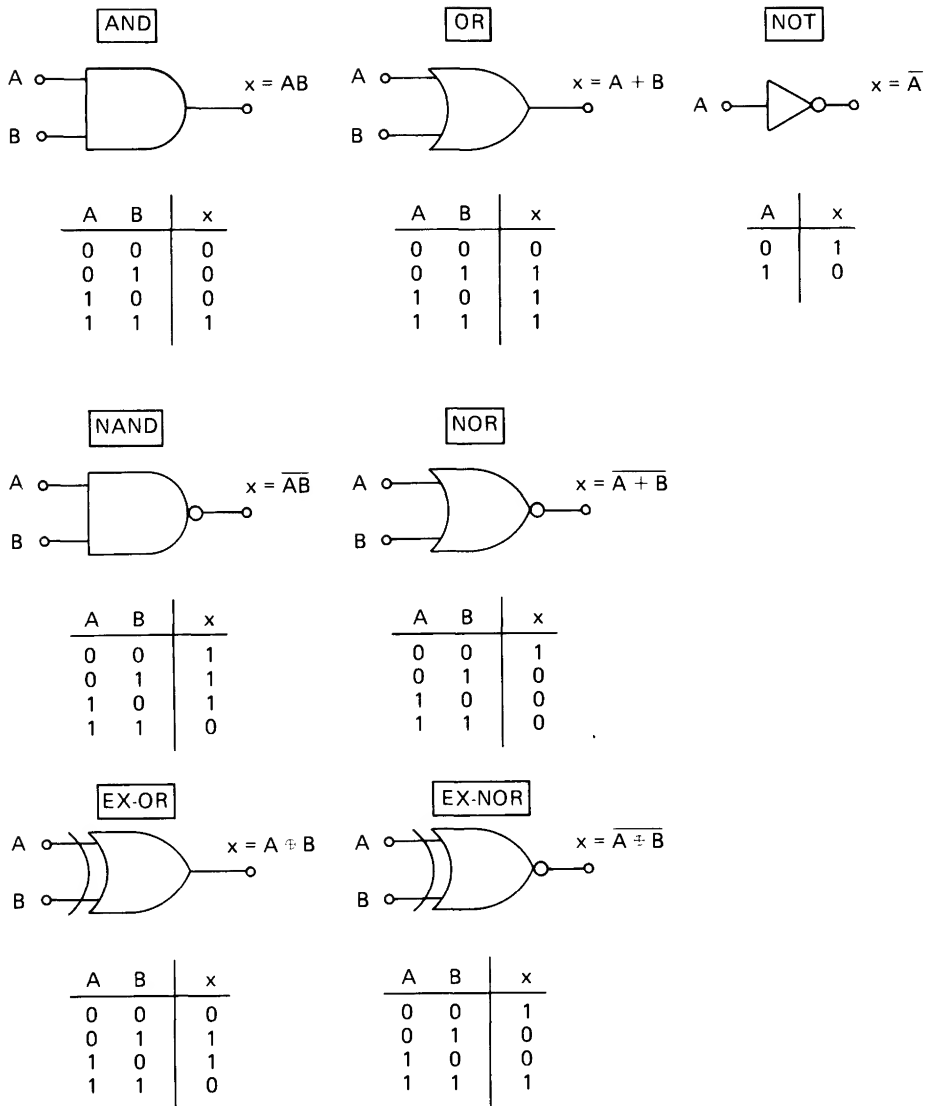 AND OR NOT
A x = AB A x = A + B A x = A̅
B B
A B x A B x A x
0 0 0 0 0 0 0 1
0 1 0 0 1 1 1 0
1 0 0 1 0 1
1 1 1 1 1 1
NAND NOR
A x = A̅B̅ A x = A̅ ̅+̅ ̅B̅
B B
A B x A B x
0 0 1 0 0 1
0 1 1 0 1 0
1 0 1 1 0 0
1 1 0 1 1 0
EX-OR EX-NOR
A x = A ⊕ B A x = A̅ ̅⊕̅ ̅B̅
B B
A B x A B x
0 0 0 0 0 1
0 1 1 0 1 0
1 0 1 1 0 0
1 1 0 1 1 1